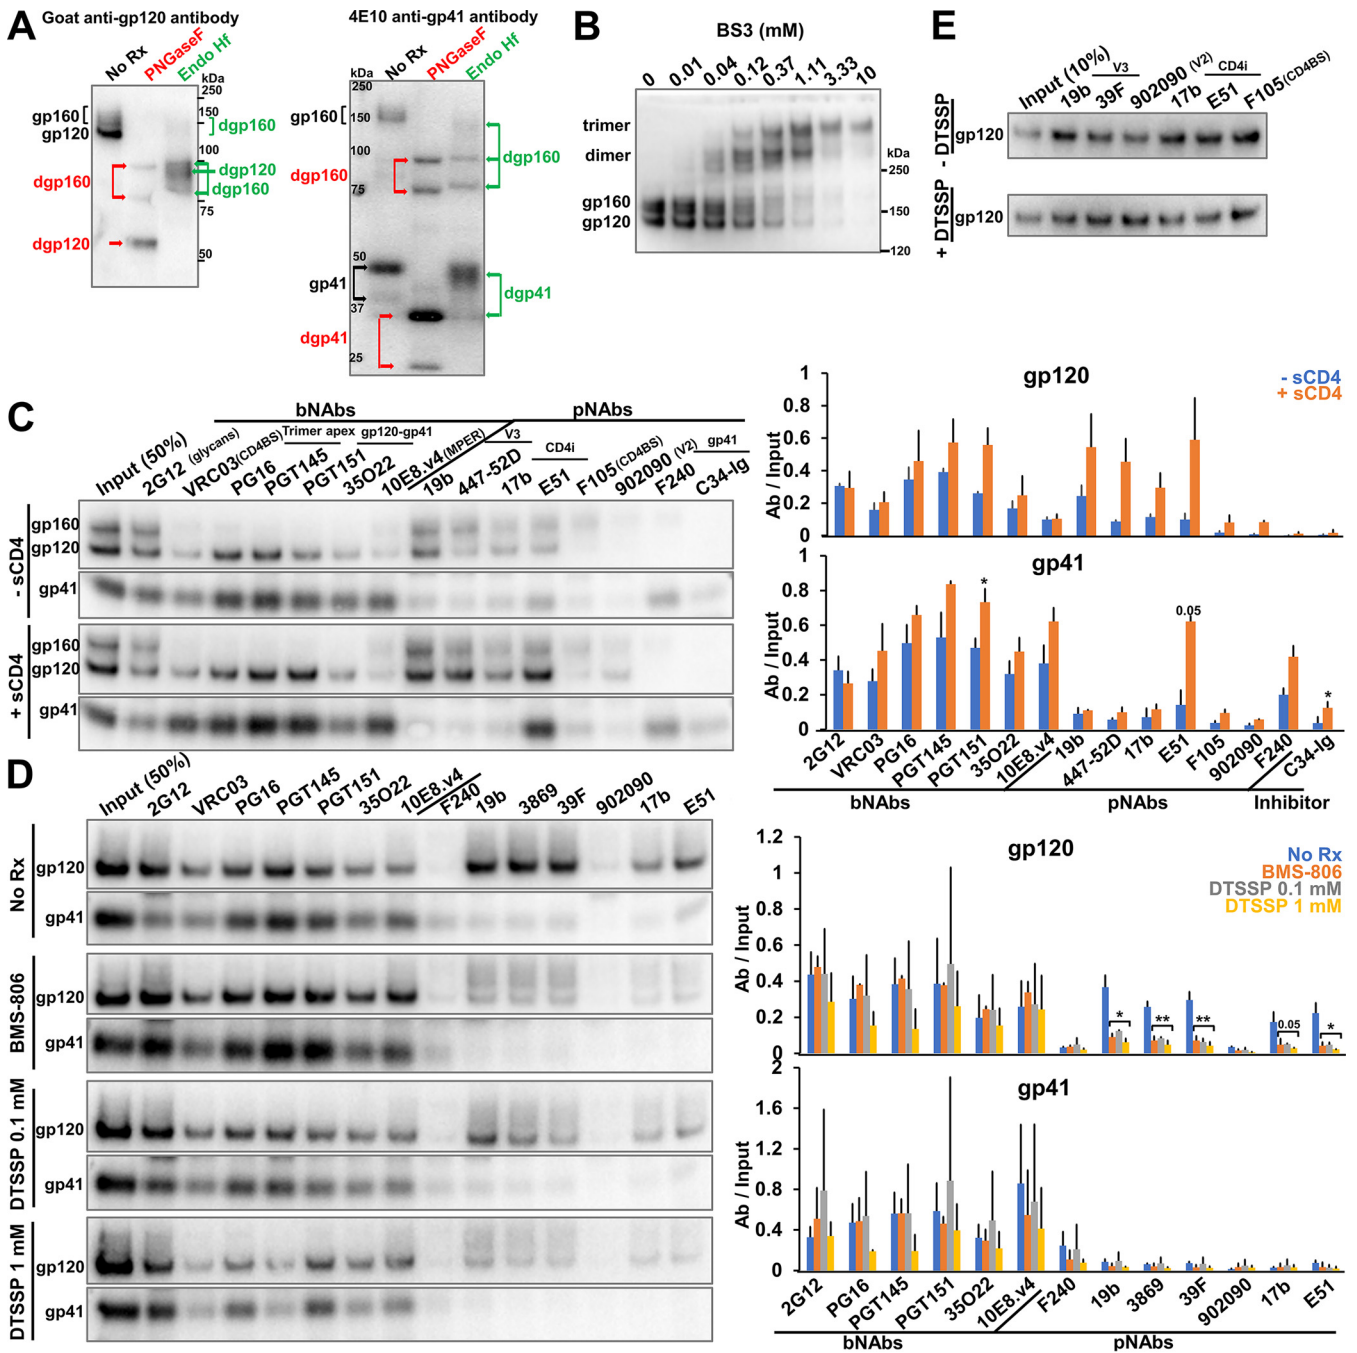 A
Goat anti-gp120 antibody
No Rx
PNGaseF
Endo Hf
kDa
250
150
100
75
50
gp160
gp120
dgp160
dgp120
dgp160
dgp120
dgp160
4E10 anti-gp41 antibody
No Rx
PNGaseF
Endo Hf
kDa
250
150
100
75
50
37
25
gp160
dgp160
gp41
dgp41
dgp160
dgp41
B
BS3 (mM)
0
0.01
0.04
0.12
0.37
1.11
3.33
10
trimer
dimer
gp160
gp120
kDa
250
150
120
E
Input (10%)
19b
39F
902090 (V2)
17b
E51
F105(CD4BS)
V3
CD4i
- DTSSP
gp120
+ DTSSP
gp120
C
bNAbs
pNAbs
Trimer apex
gp120-gp41
V3
CD4i
gp41
Input (50%)
2G12 (glycans)
VRC03(CD4BS)
PG16
PGT145
PGT151
35O22
10E8.v4(MPER)
19b
447-52D
17b
E51
F105(CD4BS)
902090 (V2)
F240
C34-Ig
- sCD4
gp160
gp120
gp41
+ sCD4
gp160
gp120
gp41
gp120
- sCD4
+ sCD4
Ab / Input
1
0.8
0.6
0.4
0.2
0
gp41
Ab / Input
1
0.8
0.6
0.4
0.2
0
*
0.05
*
2G12
VRC03
PG16
PGT145
PGT151
35O22
10E8.v4
19b
447-52D
17b
E51
F105
902090
F240
C34-Ig
bNAbs
pNAbs
Inhibitor
D
Input (50%)
2G12
VRC03
PG16
PGT145
PGT151
35O22
10E8.v4
F240
19b
3869
39F
902090
17b
E51
No Rx
gp120
gp41
BMS-806
gp120
gp41
DTSSP 0.1 mM
gp120
gp41
DTSSP 1 mM
gp120
gp41
gp120
No Rx
BMS-806
DTSSP 0.1 mM
DTSSP 1 mM
Ab / Input
1.2
1
0.8
0.6
0.4
0.2
0
*
**
**
0.05
*
gp41
Ab / Input
2
1.6
1.2
0.8
0.4
0
2G12
PG16
PGT145
PGT151
35O22
10E8.v4
F240
19b
3869
39F
902090
17b
E51
bNAbs
pNAbs